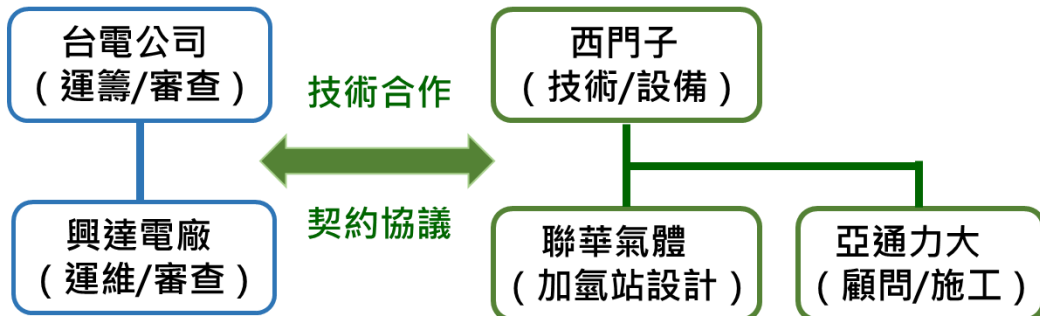 台電公司
（運籌/審查）
技術合作
西門子
（技術/設備）
興達電廠
（運維/審查）
契約協議
聯華氣體
（加氫站設計）
亞通力大
（顧問/施工）